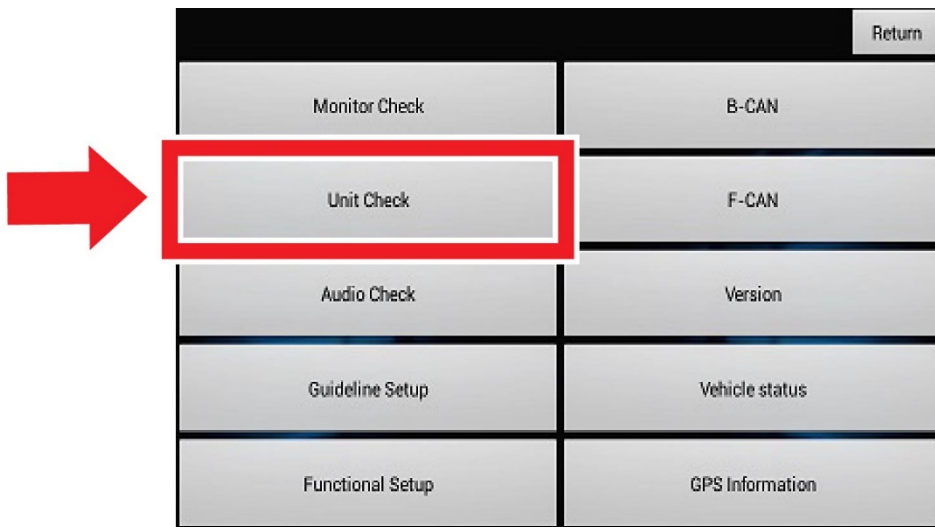 Return
Monitor Check
B-CAN
Unit Check
F-CAN
Audio Check
Version
Guideline Setup
Vehicle status
Functional Setup
GPS Information